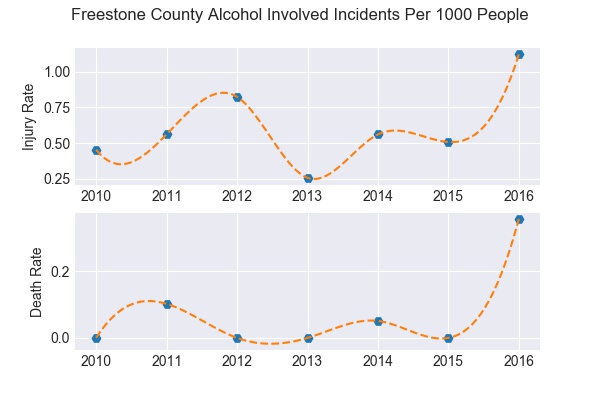 Freestone County Alcohol Involved Incidents Per 1000 People
Injury Rate
1.00
0.75
0.50
0.25
2010 2011 2012 2013 2014 2015 2016
Death Rate
0.2
0.0
2010 2011 2012 2013 2014 2015 2016